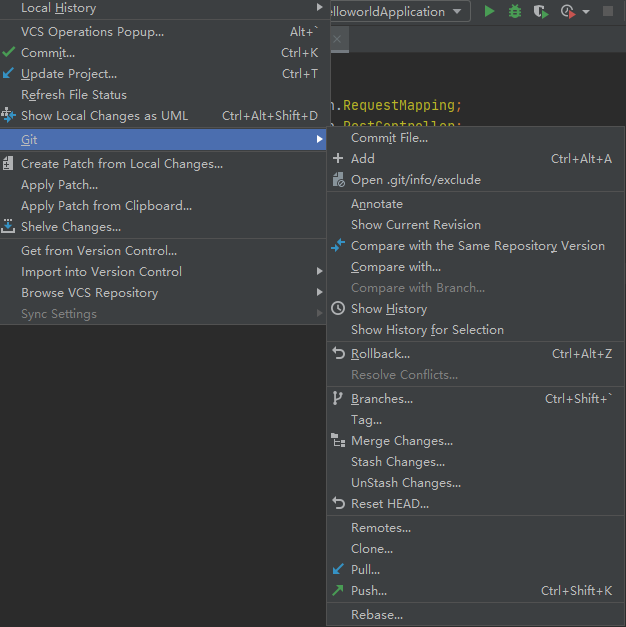 Local History
elloworldApplication
VCS Operations Popup... Alt+`
Commit... Ctrl+K
Update Project... Ctrl+T
Refresh File Status
Show Local Changes as UML Ctrl+Alt+Shift+D
n.RequestMapping;
n.RestController;
Git
Create Patch from Local Changes...
Apply Patch...
Apply Patch from Clipboard...
Shelve Changes...
Get from Version Control...
Import into Version Control
Browse VCS Repository
Sync Settings
Commit File...
Add Ctrl+Alt+A
Open .git/info/exclude
Annotate
Show Current Revision
Compare with the Same Repository Version
Compare with...
Compare with Branch...
Show History
Show History for Selection
Rollback... Ctrl+Alt+Z
Resolve Conflicts...
Branches... Ctrl+Shift+`
Tag...
Merge Changes...
Stash Changes...
UnStash Changes...
Reset HEAD...
Remotes...
Clone...
Pull...
Push... Ctrl+Shift+K
Rebase...